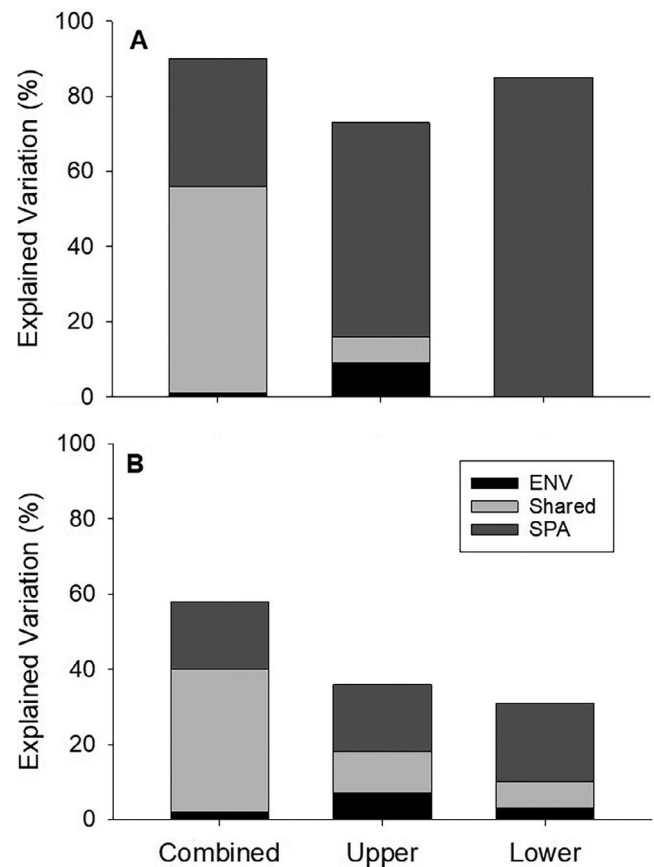 100
80
60
40
20
0
Explained Variation (%)
A
100
80
60
40
20
0
Explained Variation (%)
B
ENV
Shared
SPA
Combined Upper Lower